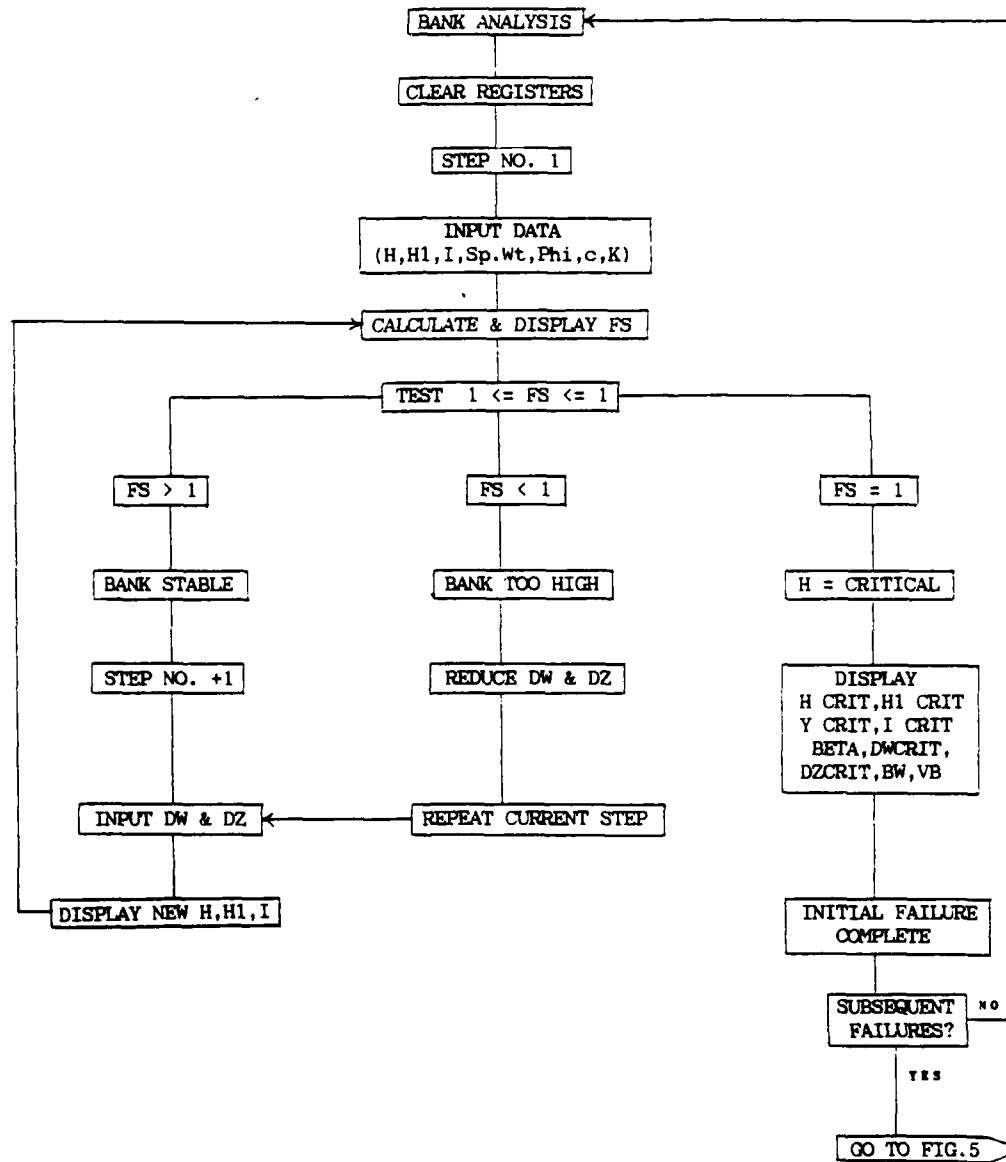 BANK ANALYSIS
CLEAR REGISTERS
STEP NO. 1
INPUT DATA
(H,H1,I,Sp.Wt,Phi,c,K)
CALCULATE & DISPLAY FS
TEST 1 <= FS <= 1
FS > 1
FS < 1
FS = 1
BANK STABLE
BANK TOO HIGH
H = CRITICAL
STEP NO. +1
REDUCE DW & DZ
DISPLAY
H CRIT,H1 CRIT
Y CRIT,I CRIT
BETA,DWCRIT,
DZCRIT,BW,VB
INPUT DW & DZ
REPEAT CURRENT STEP
DISPLAY NEW H,H1,I
INITIAL FAILURE
COMPLETE
SUBSEQUENT
FAILURES?
NO
YES
GO TO FIG.5